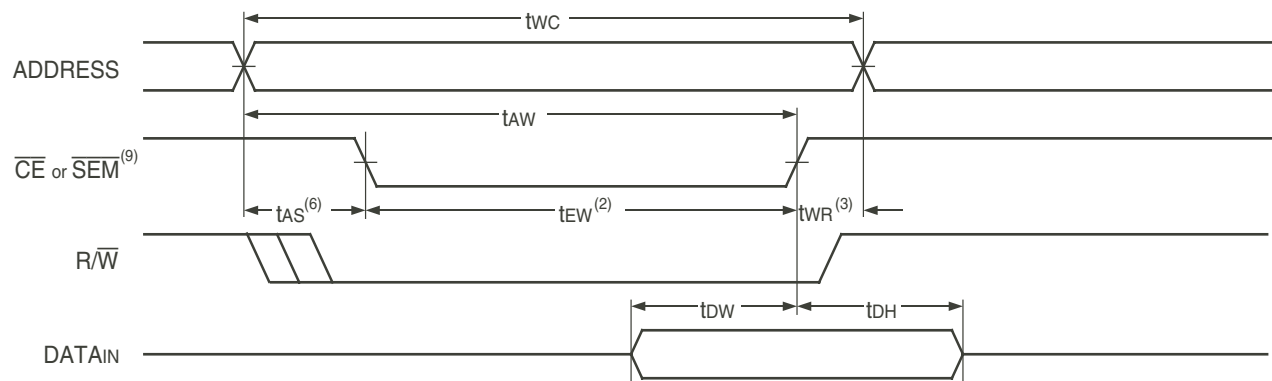 tWC
ADDRESS
tAW
CE or SEM(9)
tAS(6) tEW(2) tWR(3)
R/W
tDW tDH
DATAIN